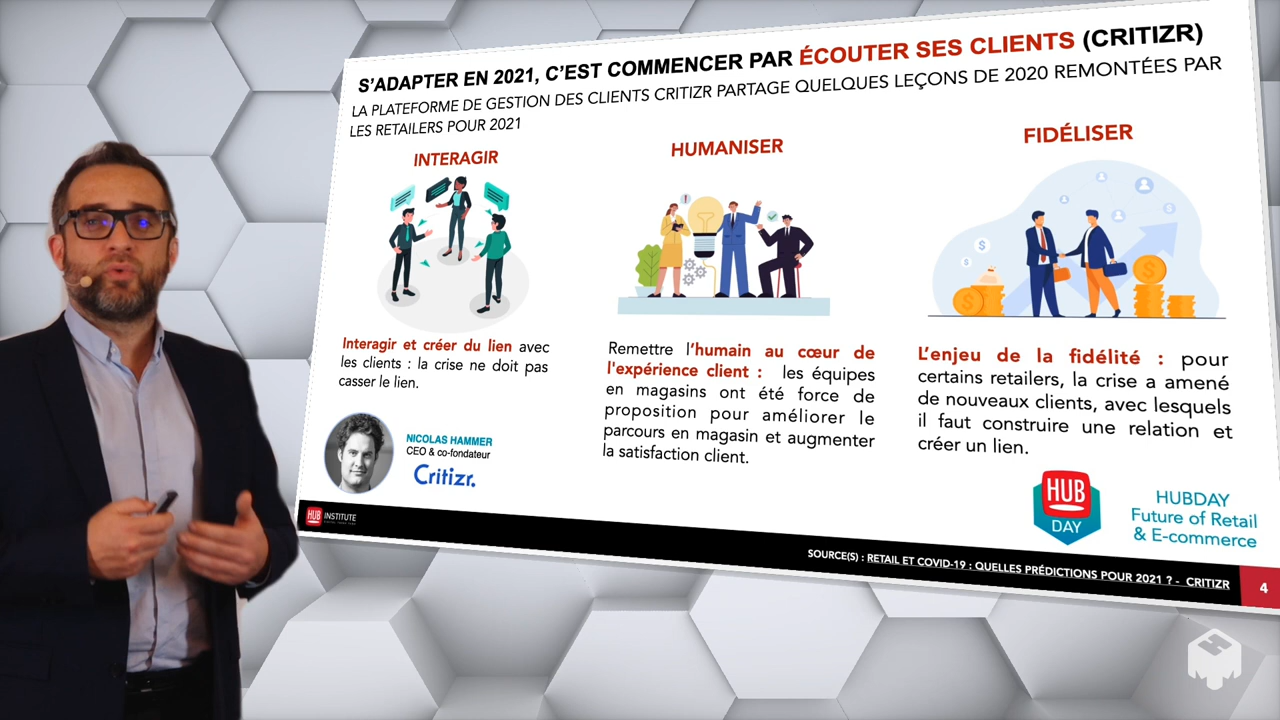 S'ADAPTER EN 2021, C'EST COMMENCER PAR ÉCOUTER SES CLIENTS (CRITIZR)
LA PLATEFORME DE GESTION DES CLIENTS CRITIZR PARTAGE QUELQUES LEÇONS DE 2020 REMONTÉES PAR
LES RETAILERS POUR 2021
INTERAGIR
Interagir et créer du lien avec
les clients : la crise ne doit pas
casser le lien.
NICOLAS HAMMER
CEO & co-fondateur
Critizr.
HUMANISER
Remettre l'humain au cœur de
l'expérience client : les équipes
en magasins ont été force de
proposition pour améliorer le
parcours en magasin et augmenter
la satisfaction client.
FIDÉLISER
L'enjeu de la fidélité : pour
certains retailers, la crise a amené
de nouveaux clients, avec lesquels
il faut construire une relation et
créer un lien.
HUB
DAY
HUBDAY
Future of Retail
& E-commerce
HUB INSTITUTE
SOURCE(S) : RETAIL ET COVID-19 : QUELLES PRÉDICTIONS POUR 2021 ? - CRITIZR
4